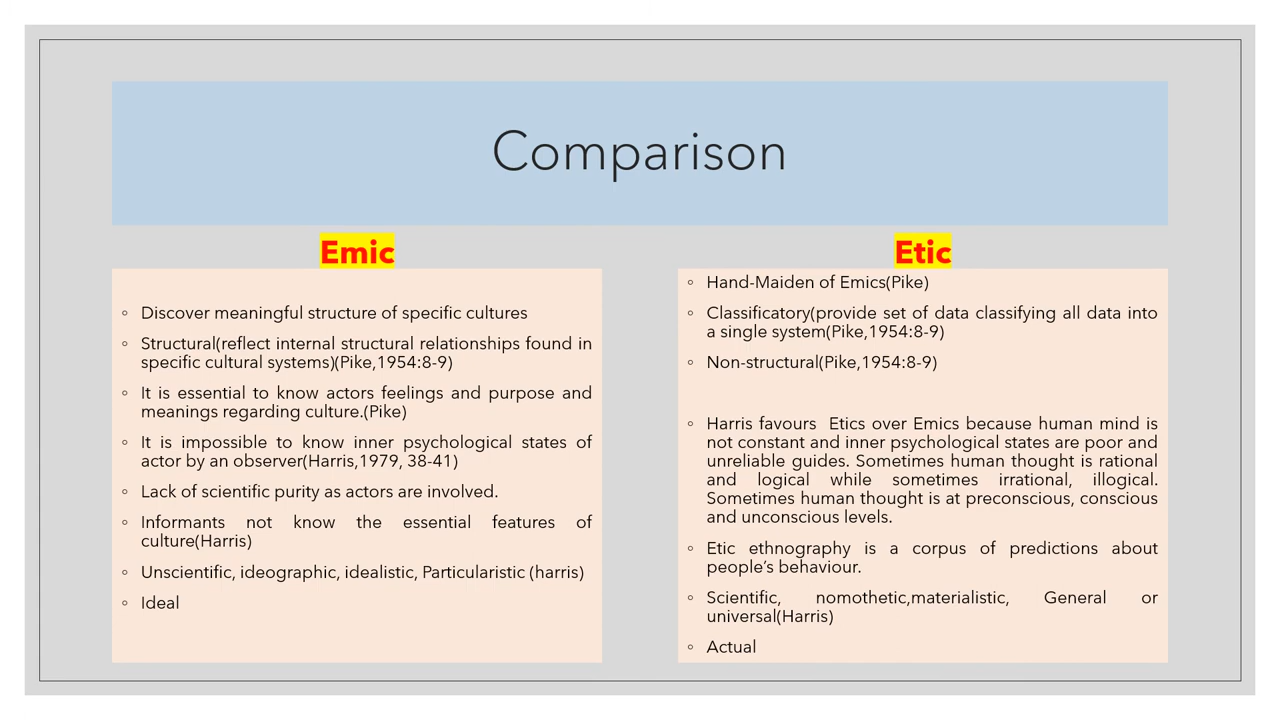 Comparison
Emic
◦ Discover meaningful structure of specific cultures
◦ Structural(reflect internal structural relationships found in
specific cultural systems)(Pike,1954:8-9)
◦ It is essential to know actors feelings and purpose and
meanings regarding culture.(Pike)
◦ It is impossible to know inner psychological states of
actor by an observer(Harris,1979, 38-41)
◦ Lack of scientific purity as actors are involved.
◦ Informants not know the essential features of
culture(Harris)
◦ Unscientific, ideographic, idealistic, Particularistic (harris)
◦ Ideal
Etic
◦ Hand-Maiden of Emics(Pike)
◦ Classificatory(provide set of data classifying all data into
a single system(Pike,1954:8-9)
◦ Non-structural(Pike,1954:8-9)
◦ Harris favours Etics over Emics because human mind is
not constant and inner psychological states are poor and
unreliable guides. Sometimes human thought is rational
and logical while sometimes irrational, illogical.
Sometimes human thought is at preconscious, conscious
and unconscious levels.
◦ Etic ethnography is a corpus of predictions about
people’s behaviour.
◦ Scientific, nomothetic,materialistic, General or
universal(Harris)
◦ Actual